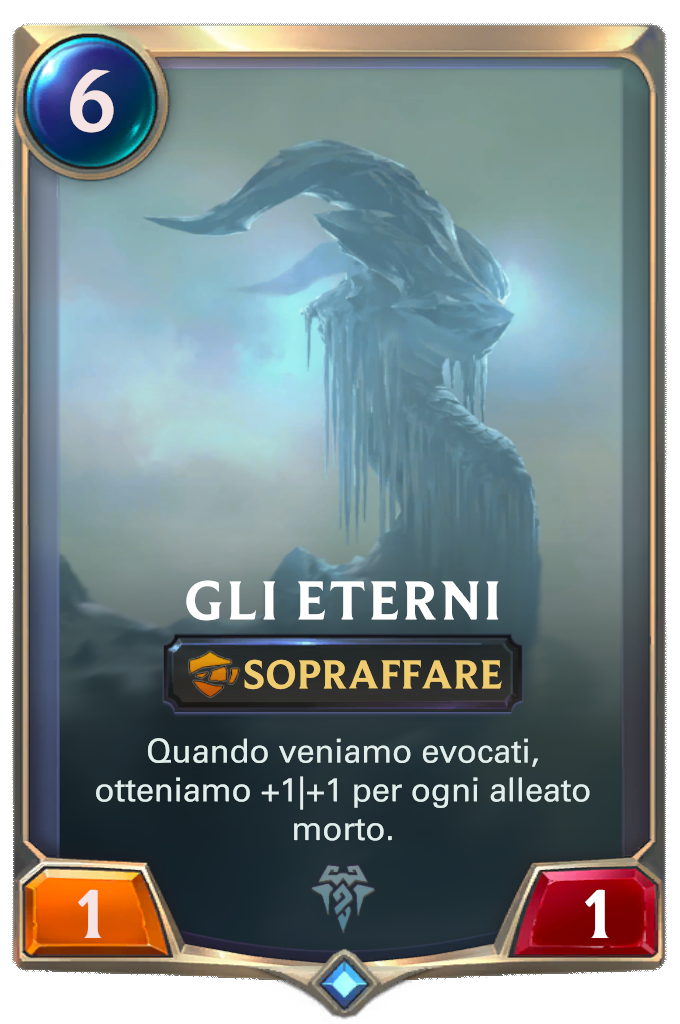 6
GLI ETERNI
SOPRAFFARE
Quando veniamo evocati,
otteniamo +1|+1 per ogni alleato
morto.
1
1